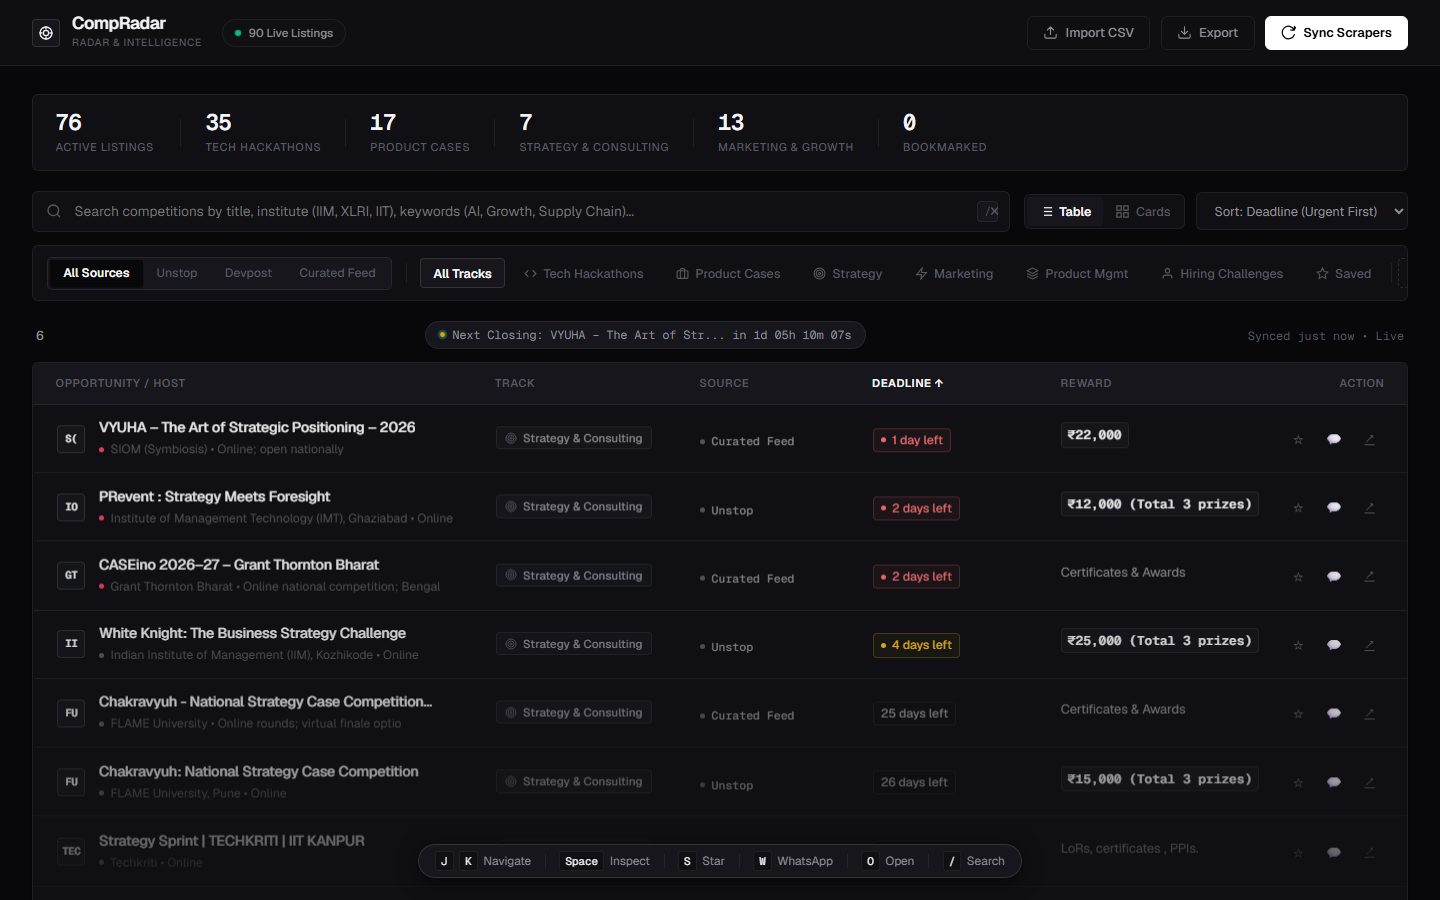 CompRadar
RADAR & INTELLIGENCE
90 Live Listings
Import CSV
Export
Sync Scrapers
76
ACTIVE LISTINGS
35
TECH HACKATHONS
17
PRODUCT CASES
7
STRATEGY & CONSULTING
13
MARKETING & GROWTH
0
BOOKMARKED
Search competitions by title, institute (IIM, XLRI, IIT), keywords (AI, Growth, Supply Chain)...
/
Table
Cards
Sort: Deadline (Urgent First)
All Sources
Unstop
Devpost
Curated Feed
All Tracks
Tech Hackathons
Product Cases
Strategy
Marketing
Product Mgmt
Hiring Challenges
Saved
6
Next Closing: VYUHA – The Art of Str... in 1d 05h 10m 07s
Synced just now • Live
OPPORTUNITY / HOST
TRACK
SOURCE
DEADLINE ↑
REWARD
ACTION
S(
VYUHA – The Art of Strategic Positioning – 2026
SIOM (Symbiosis) • Online; open nationally
Strategy & Consulting
Curated Feed
1 day left
₹22,000
IO
PRevent : Strategy Meets Foresight
Institute of Management Technology (IMT), Ghaziabad • Online
Strategy & Consulting
Unstop
2 days left
₹12,000 (Total 3 prizes)
GT
CASEino 2026–27 – Grant Thornton Bharat
Grant Thornton Bharat • Online national competition; Bengal
Strategy & Consulting
Curated Feed
2 days left
Certificates & Awards
II
White Knight: The Business Strategy Challenge
Indian Institute of Management (IIM), Kozhikode • Online
Strategy & Consulting
Unstop
4 days left
₹25,000 (Total 3 prizes)
FU
Chakravyuh - National Strategy Case Competition...
FLAME University • Online rounds; virtual finale optio
Strategy & Consulting
Curated Feed
25 days left
Certificates & Awards
FU
Chakravyuh: National Strategy Case Competition
FLAME University, Pune • Online
Strategy & Consulting
Unstop
26 days left
₹15,000 (Total 3 prizes)
TEC
Strategy Sprint | TECHKRITI | IIT KANPUR
Techkriti • Online
LoRs, certificates , PPIs.
J K Navigate
Space Inspect
S Star
W WhatsApp
O Open
/ Search